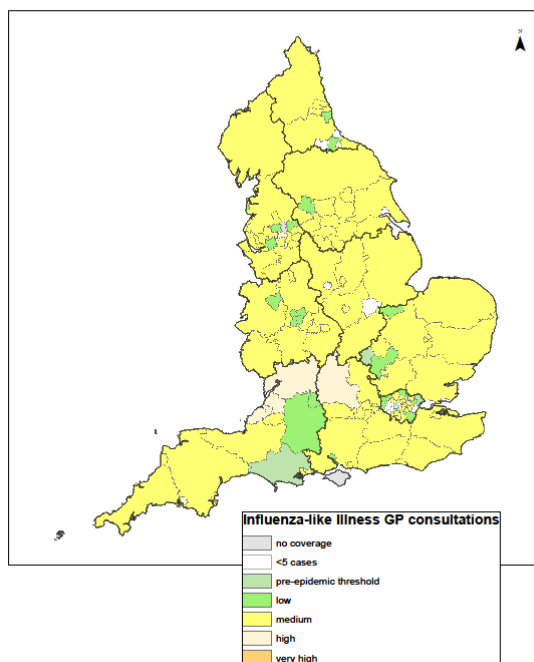 N
Influenza-like Illness GP consultations
no coverage
<5 cases
pre-epidemic threshold
low
medium
high
very high